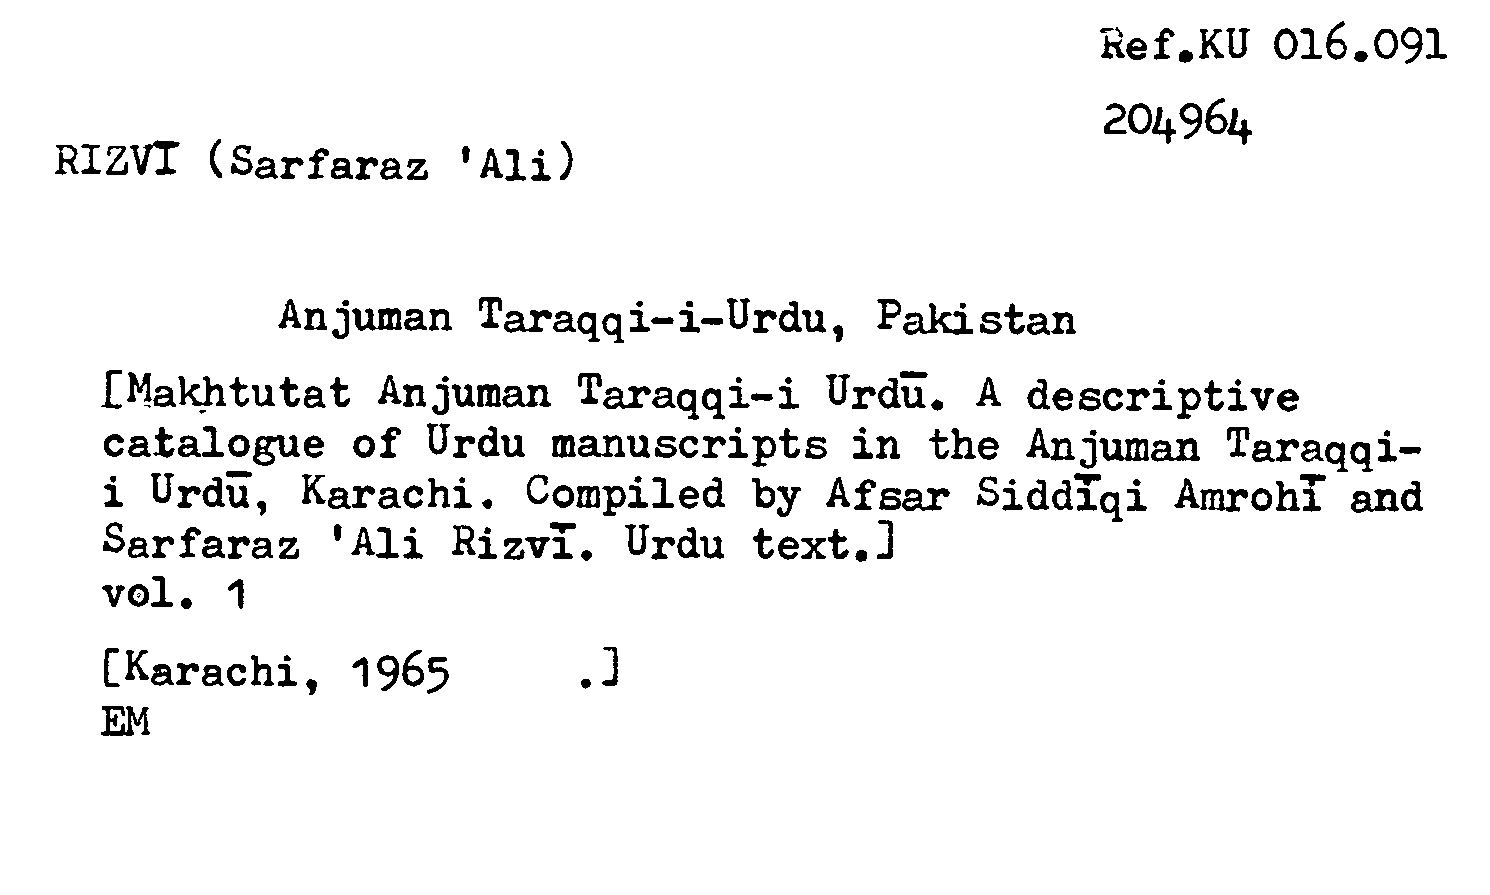 Ref.KU 016.091
204964
RIZVĪ (Sarfaraz 'Ali)
Anjuman Taraqqi-i-Urdu, Pakistan
[Makhtutat Anjuman Taraqqi-i Urdū. A descriptive
catalogue of Urdu manuscripts in the Anjuman Taraqqi-
i Urdū, Karachi. Compiled by Afsar Siddīqi Amrohī and
Sarfaraz 'Ali Rizvī. Urdu text.]
vol. 1
[Karachi, 1965     .]
EM